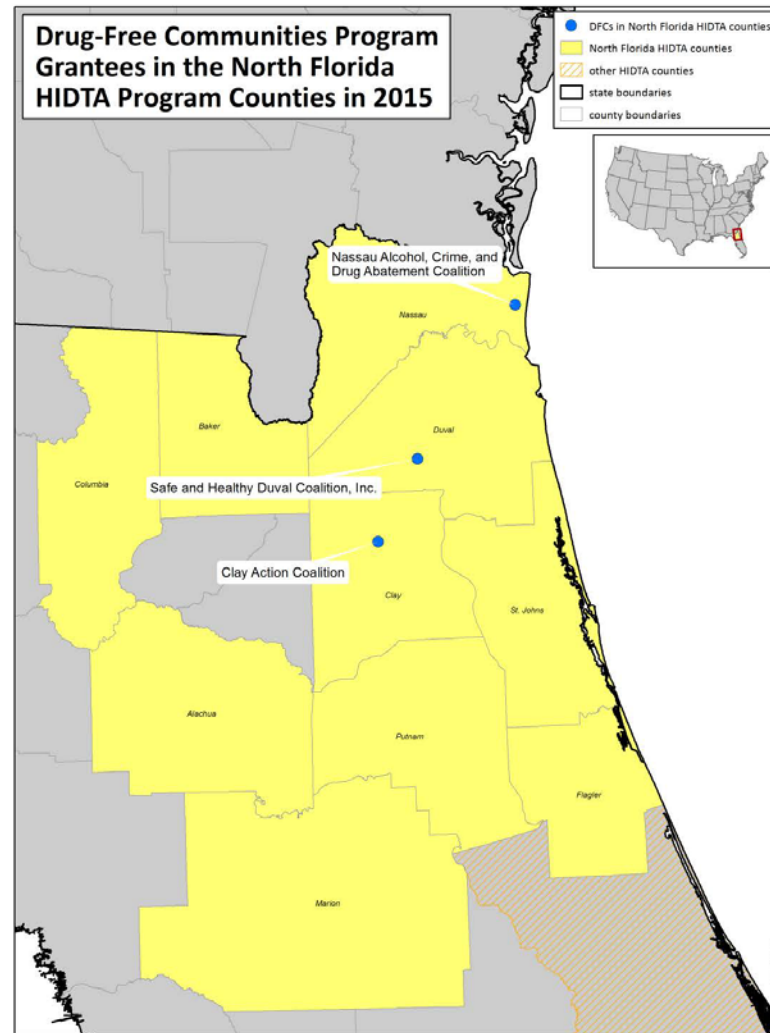 Drug-Free Communities Program
Grantees in the North Florida
HIDTA Program Counties in 2015
DFCs in North Florida HIDTA counties
North Florida HIDTA counties
other HIDTA counties
state boundaries
county boundaries
Nassau Alcohol, Crime, and
Drug Abatement Coalition
Nassau
Baker
Duval
Columbia
Safe and Healthy Duval Coalition, Inc.
Clay Action Coalition
Clay
St. Johns
Alachua
Putnam
Flagler
Marion